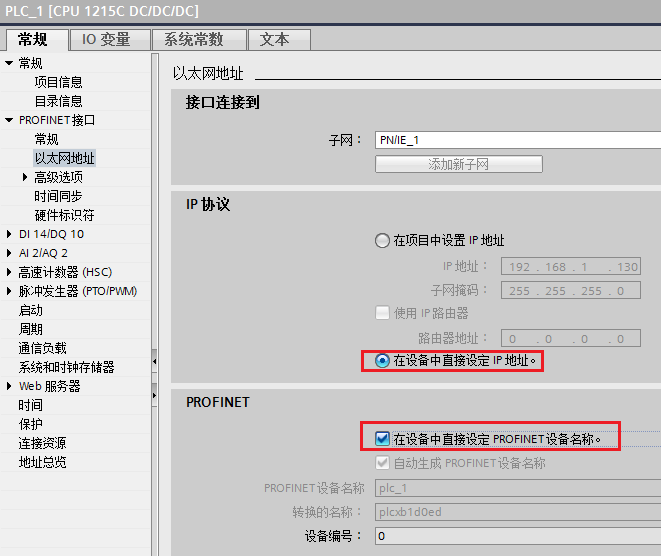 PLC_1 [CPU 1215C DC/DC/DC]
常规
IO 变量
系统常数
文本
常规
项目信息
目录信息
PROFINET接口
常规
以太网地址
高级选项
时间同步
硬件标识符
DI 14/DQ 10
AI 2/AQ 2
高速计数器 (HSC)
脉冲发生器 (PTO/PWM)
启动
周期
通信负载
系统和时钟存储器
Web 服务器
时间
保护
连接资源
地址总览
以太网地址
接口连接到
子网：
PN/IE_1
添加新子网
IP 协议
在项目中设置 IP 地址
IP 地址：
192 . 168 . 1 . 130
子网掩码：
255 . 255 . 255 . 0
使用 IP 路由器
路由器地址：
0 . 0 . 0 . 0
在设备中直接设定 IP 地址。
PROFINET
在设备中直接设定 PROFINET 设备名称。
自动生成 PROFINET 设备名称
PROFINET 设备名称
plc_1
转换的名称：
plcxb1d0ed
设备编号：
0